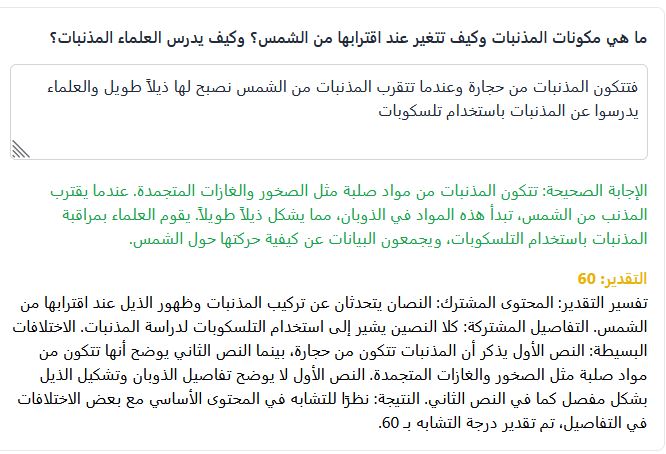 ما هي مكونات المذنبات وكيف تتغير عند اقترابها من الشمس؟ وكيف يدرس العلماء المذنبات؟
فتتكون المذنبات من حجارة وعندما تتقرب المذنبات من الشمس نصبح لها ذيلاً طويل والعلماء
يدرسوا عن المذنبات باستخدام تلسكوبات
الإجابة الصحيحة: تتكون المذنبات من مواد صلبة مثل الصخور والغازات المتجمدة. عندما يقترب
المذنب من الشمس، تبدأ هذه المواد في الذوبان، مما يشكل ذيلاً طويلاً. يقوم العلماء بمراقبة
المذنبات باستخدام التلسكوبات، ويجمعون البيانات عن كيفية حركتها حول الشمس.
التقدير: 60
تفسير التقدير: المحتوى المشترك: النصان يتحدثان عن تركيب المذنبات وظهور الذيل عند اقترابها من
الشمس. التفاصيل المشتركة: كلا النصين يشير إلى استخدام التلسكوبات لدراسة المذنبات. الاختلافات
البسيطة: النص الأول يذكر أن المذنبات تتكون من حجارة، بينما النص الثاني يوضح أنها تتكون من
مواد صلبة مثل الصخور والغازات المتجمدة. النص الأول لا يوضح تفاصيل الذوبان وتشكيل الذيل
بشكل مفصل كما في النص الثاني. النتيجة: نظرًا للتشابه في المحتوى الأساسي مع بعض الاختلافات
في التفاصيل، تم تقدير درجة التشابه بـ 60.